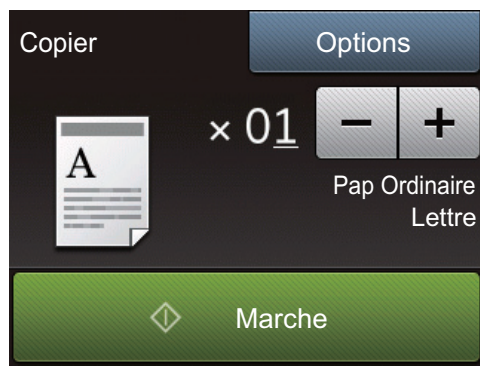 Copier
Options
× 01
− +
A
Pap Ordinaire
Lettre
Marche